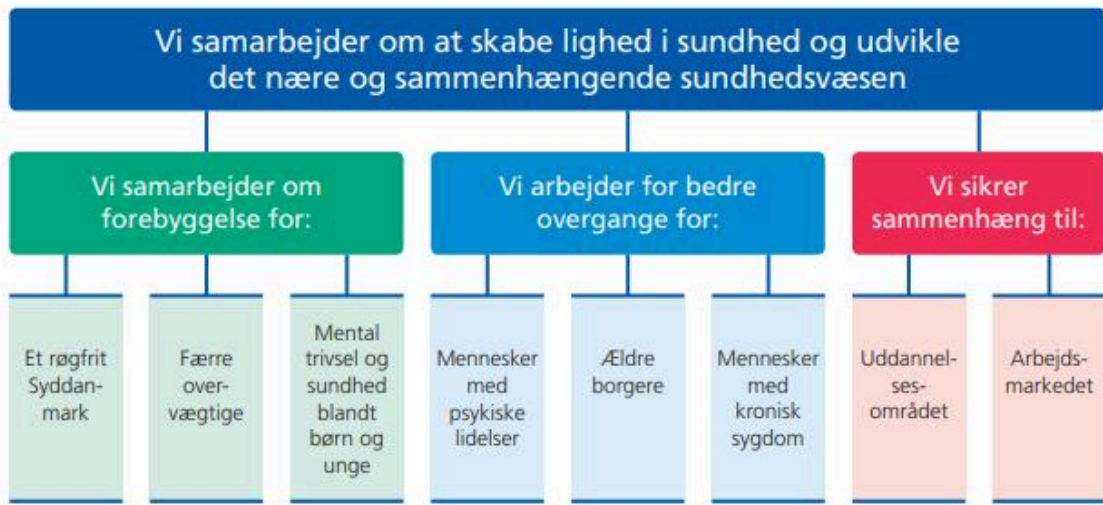 Vi samarbejder om at skabe lighed i sundhed og udvikle
det nære og sammenhængende sundhedsvæsen
Vi samarbejder om
forebyggelse for:
Vi arbejder for bedre
overgange for:
Vi sikrer
sammenhæng til:
Et røgfrit
Syddan-
mark
Færre
over-
vægtige
Mental
trivsel og
sundhed
blandt
børn og
unge
Mennesker
med
psykiske
lidelser
Ældre
borgere
Mennesker
med
kronisk
sygdom
Uddannel-
ses-
området
Arbejds-
markedet